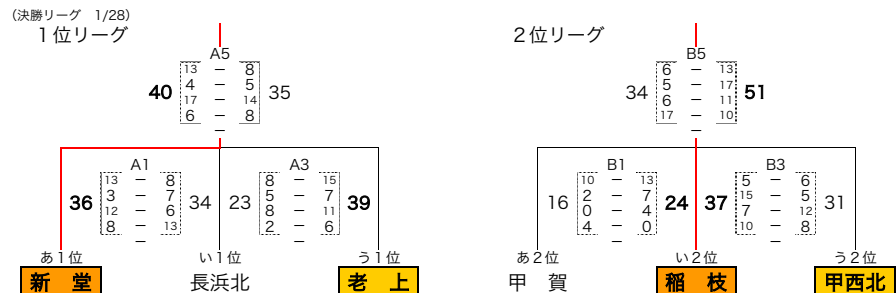 （決勝リーグ 1/28）
１位リーグ ２位リーグ
A5 B5
13 − 8 6 − 13
4 − 5 5 − 17
40 35 34 51
17 − 14 6 − 11
6 − 8 17 − 10
− −
A1 A3 B1 B3
13 − 8 8 − 15 10 − 13 5 − 6
3 − 7 5 − 7 2 − 7 15 − 5
36 34 23 39 16 24 37 31
12 − 6 8 − 11 0 − 4 7 − 12
8 − 13 2 − 6 4 − 0 10 − 8
− − − −
あ１位 い１位 う１位 あ２位 い２位 う２位
新 堂 長浜北 老 上 甲 賀 稲 枝 甲西北